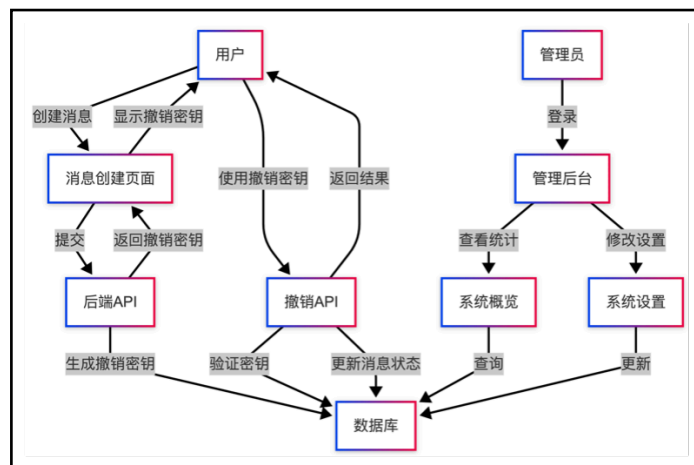 用户
管理员
创建消息
显示撤销密钥
登录
消息创建页面
使用撤销密钥
返回结果
管理后台
提交
返回撤销密钥
查看统计
修改设置
后端API
撤销API
系统概览
系统设置
生成撤销密钥
验证密钥
更新消息状态
查询
更新
数据库